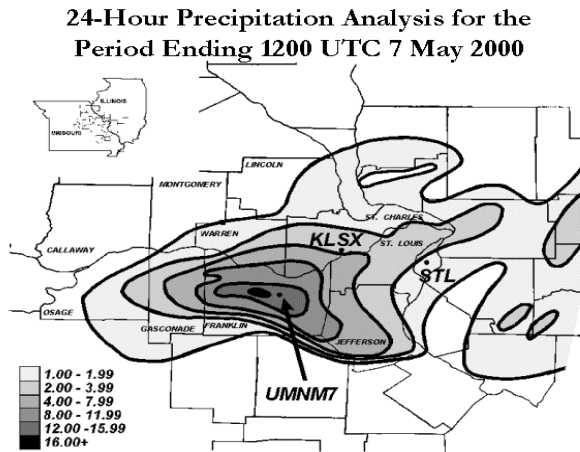 24-Hour Precipitation Analysis for the
Period Ending 1200 UTC 7 May 2000
ILLINOIS
MISSOURI
LINCOLN
MONTGOMERY
WARREN
ST. CHARLES
KLSX
ST. LOUIS
CALLAWAY
STL
OSAGE
GASCONADE
FRANKLIN
JEFFERSON
UMNM7
1.00 - 1.99
2.00 - 3.99
4.00 - 7.99
8.00 - 11.99
12.00 -15.99
16.00+